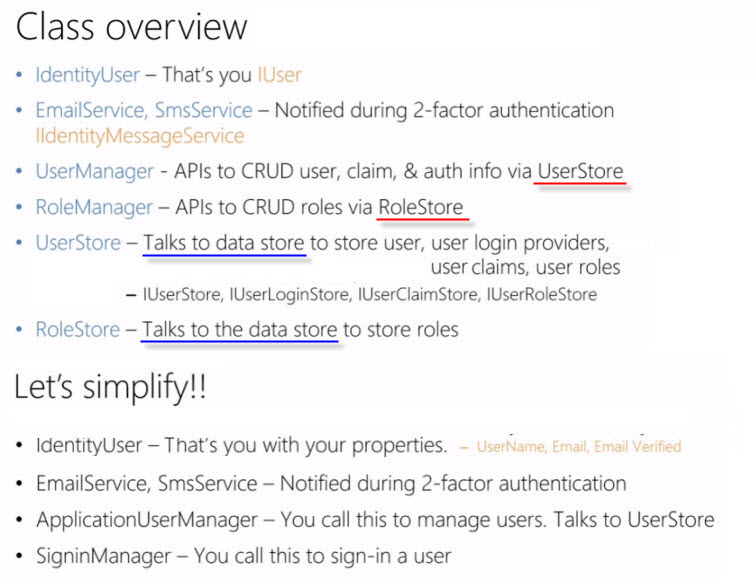 Class overview
• IdentityUser – That's you IUser
• EmailService, SmsService – Notified during 2-factor authentication
IIdentityMessageService
• UserManager - APIs to CRUD user, claim, & auth info via UserStore
• RoleManager – APIs to CRUD roles via RoleStore
• UserStore – Talks to data store to store user, user login providers,
user claims, user roles
– IUserStore, IUserLoginStore, IUserClaimStore, IUserRoleStore
• RoleStore – Talks to the data store to store roles
Let's simplify!!
• IdentityUser – That's you with your properties. – UserName, Email, Email Verified
• EmailService, SmsService – Notified during 2-factor authentication
• ApplicationUserManager – You call this to manage users. Talks to UserStore
• SigninManager – You call this to sign-in a user